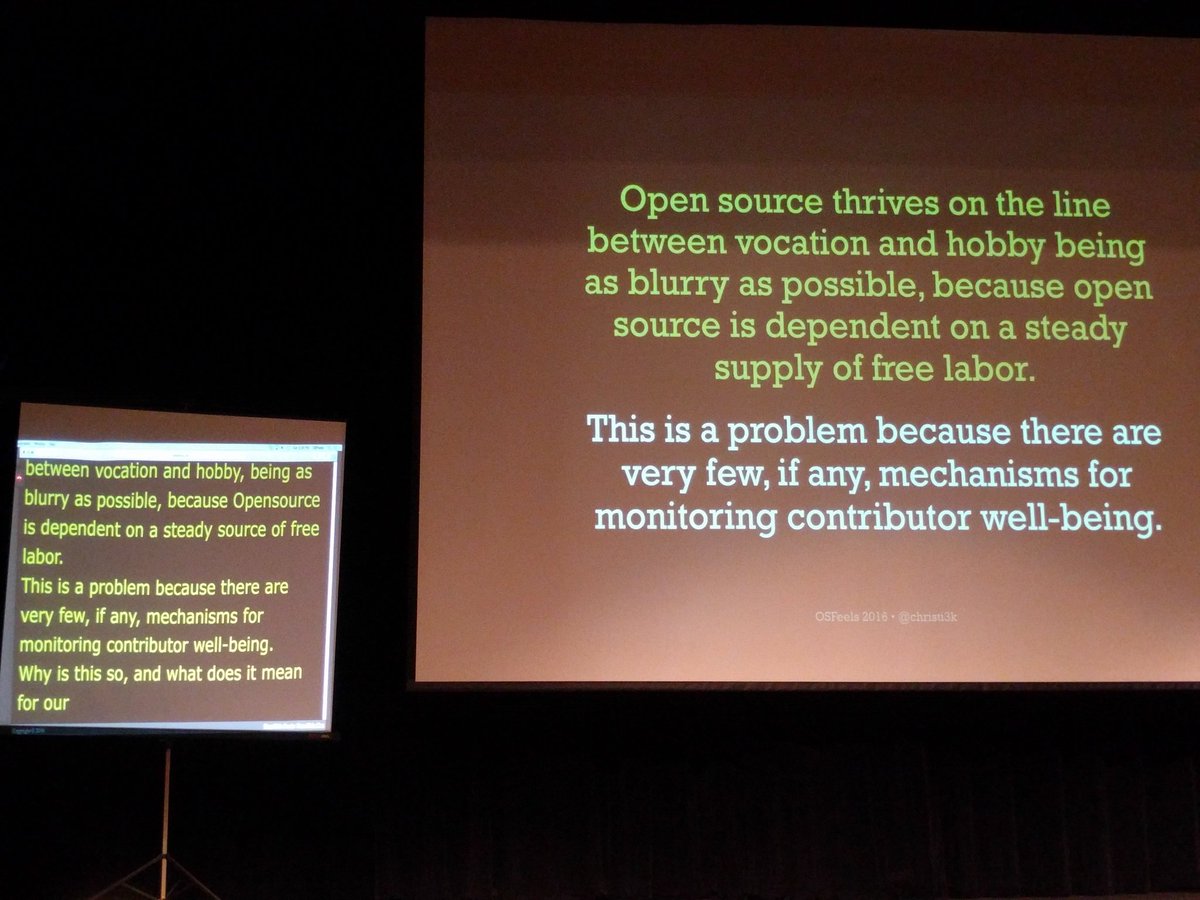 Open source thrives on the line
between vocation and hobby being
as blurry as possible, because open
source is dependent on a steady
supply of free labor.
This is a problem because there are
very few, if any, mechanisms for
monitoring contributor well-being.
OSFeels 2016 • @chrisu3k
between vocation and hobby, being as
blurry as possible, because Opensource
is dependent on a steady source of free
labor.
This is a problem because there are
very few, if any, mechanisms for
monitoring contributor well-being.
Why is this so, and what does it mean
for our